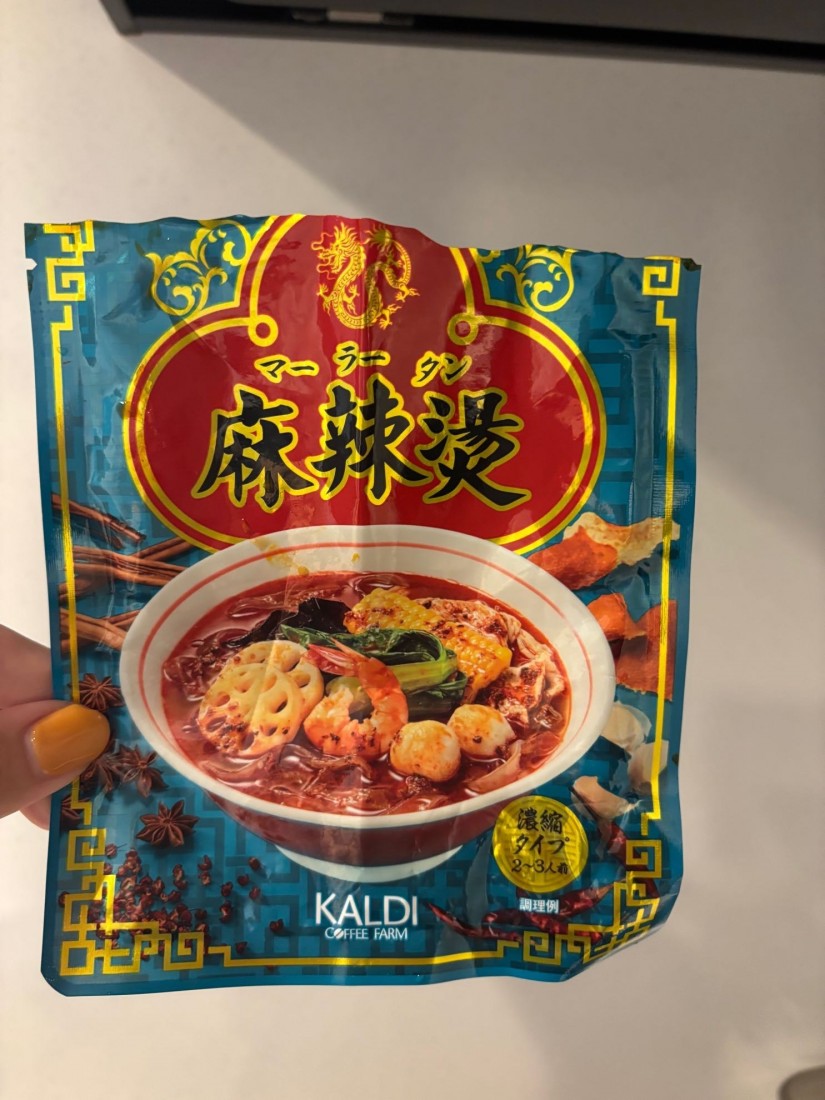 マーラータン
麻辣燙
濃縮
タイプ
2~3人前
調理例
KALDI
COFFEE FARM